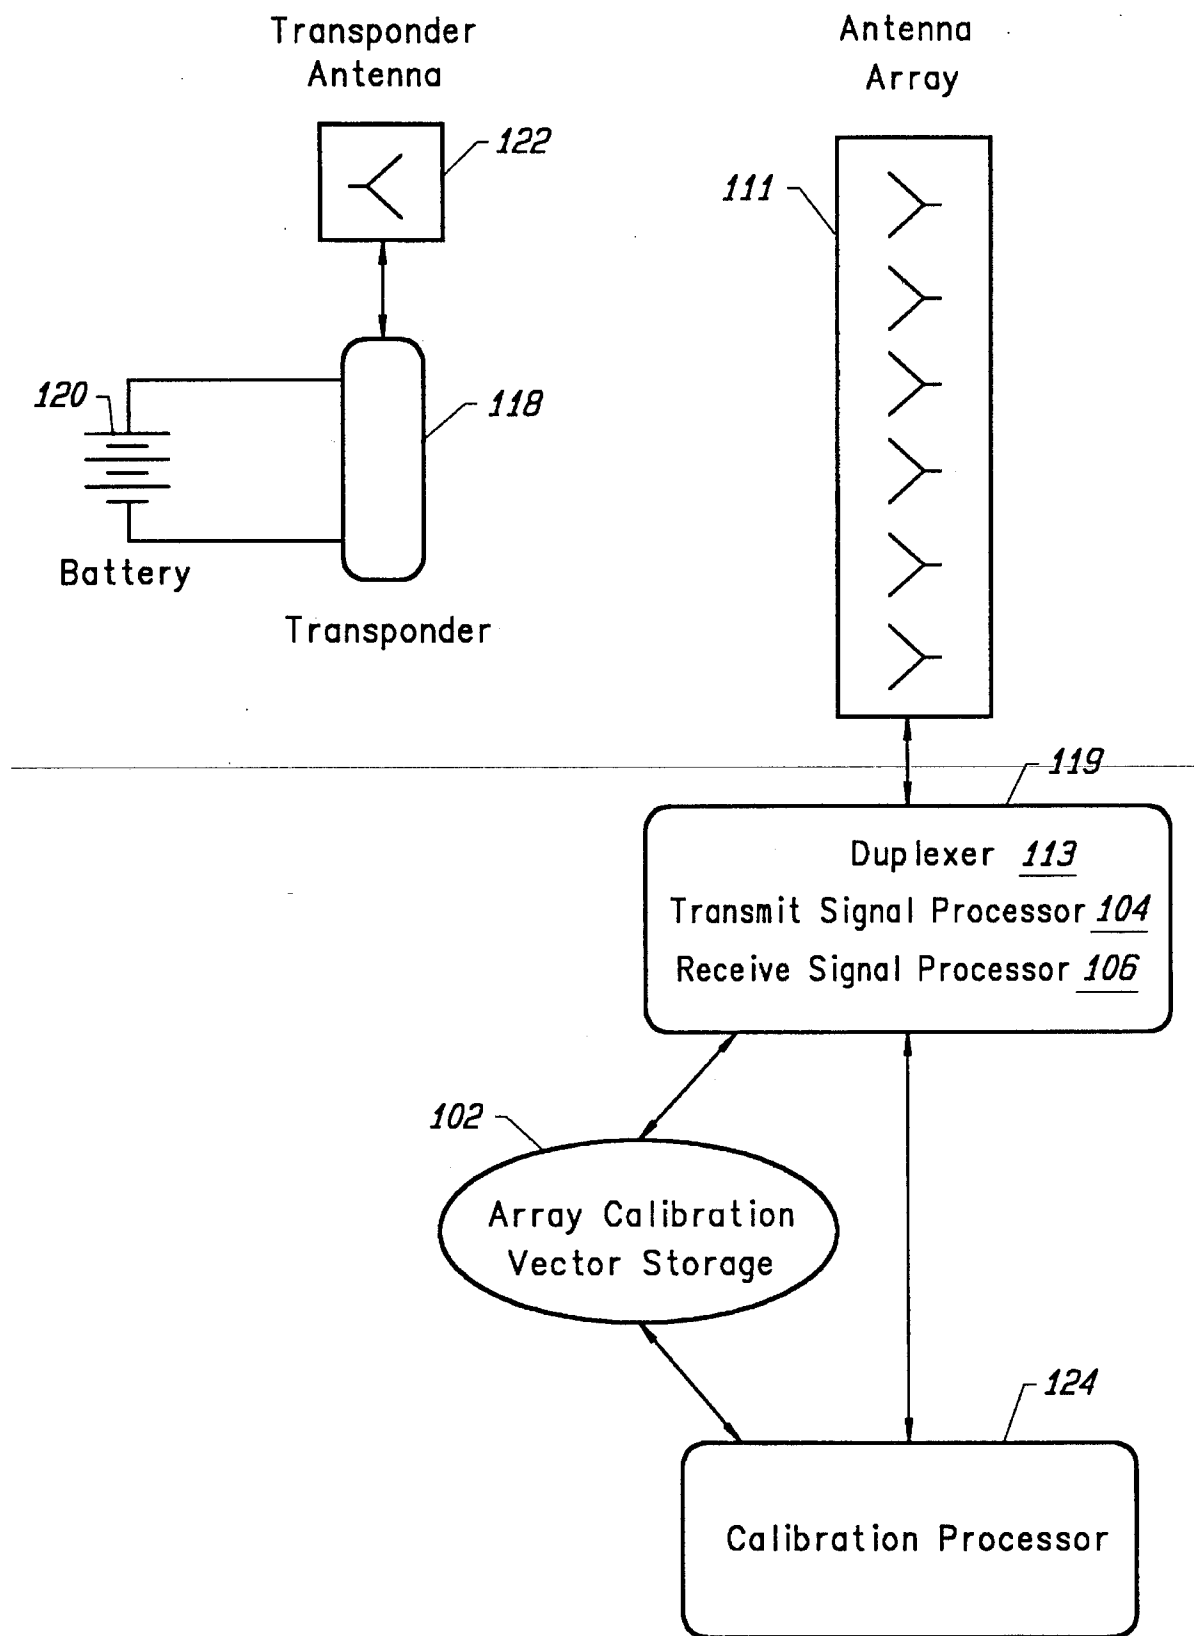 Transponder
Antenna
122
Antenna
Array
111
120
118
Battery
Transponder
119
Duplexer 113
Transmit Signal Processor 104
Receive Signal Processor 106
102
Array Calibration
Vector Storage
124
Calibration Processor